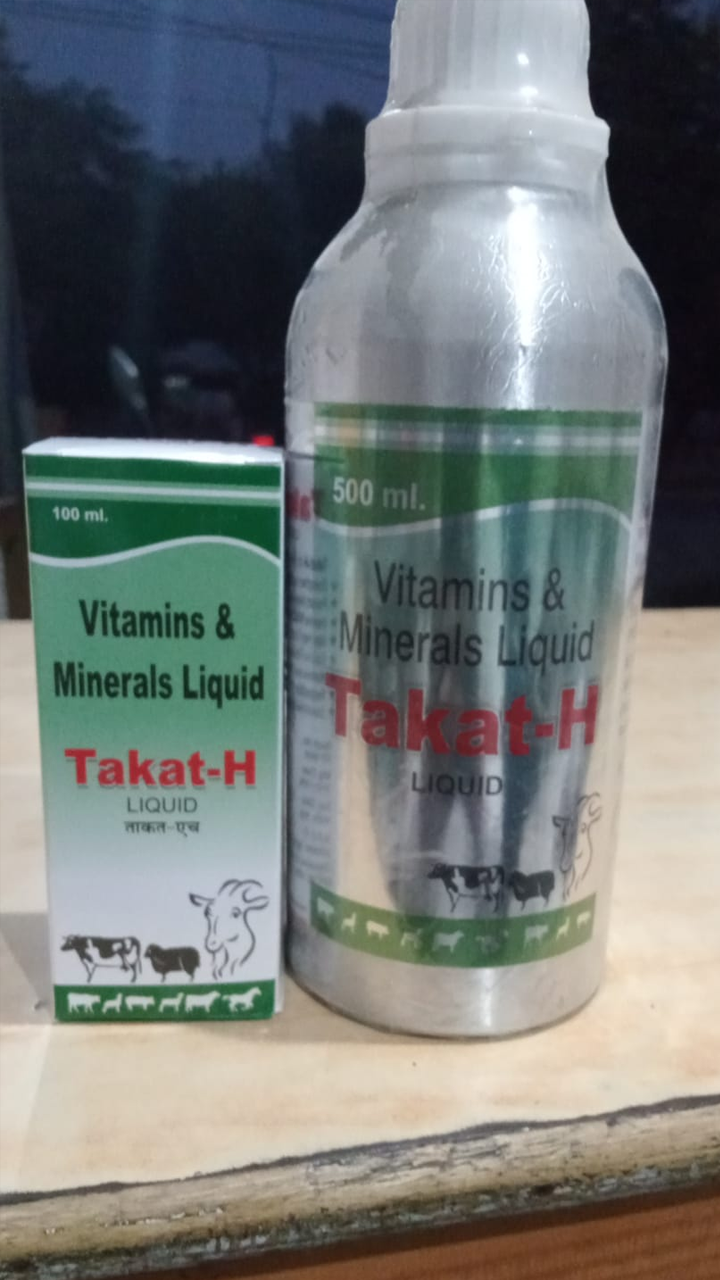 100 ml.
Vitamins &
Minerals Liquid
Takat-H
LIQUID
ताकत-एच
500 ml.
Vitamins &
Minerals Liquid
Takat-H
LIQUID